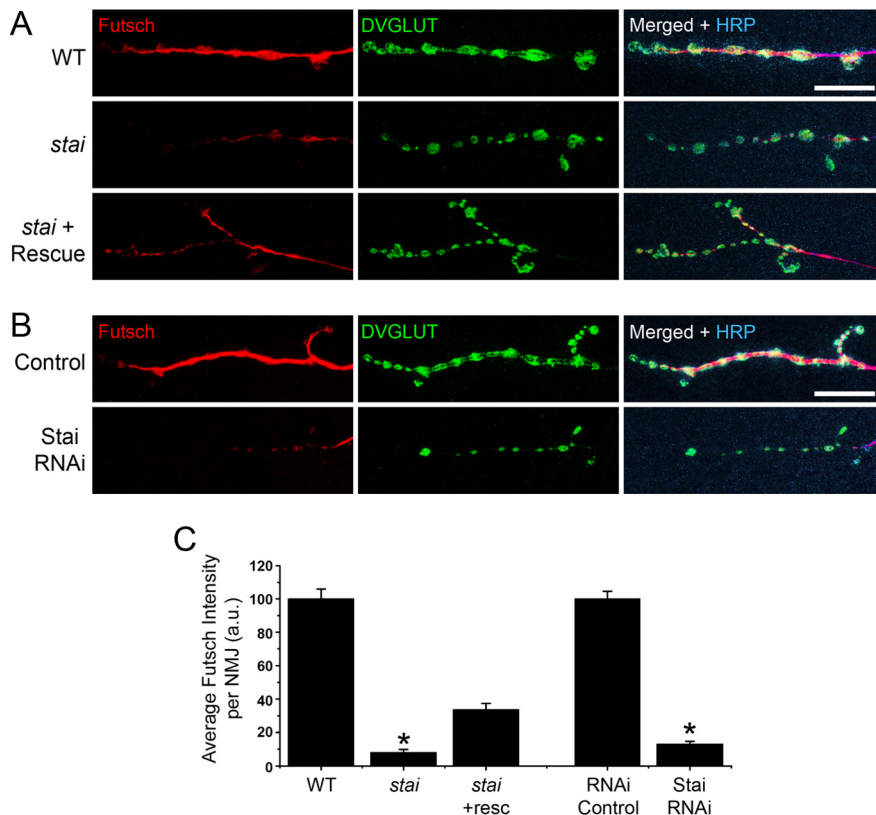 A
Futsch DVGLUT Merged + HRP
WT
stai
stai +
Rescue
B
Futsch DVGLUT Merged + HRP
Control
Stai
RNAi
C
Average Futsch Intensity
per NMJ (a.u.)
120
100
80
60
40
20
0
* *
WT stai stai RNAi Stai
+resc Control RNAi